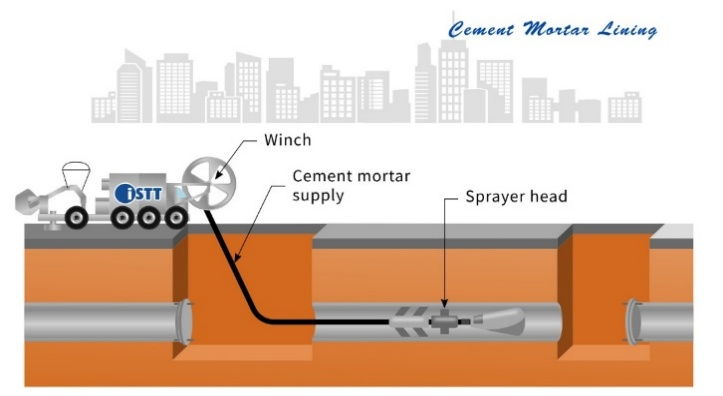 Cement Mortar Lining
Winch
Cement mortar
supply
Sprayer head
iSTT